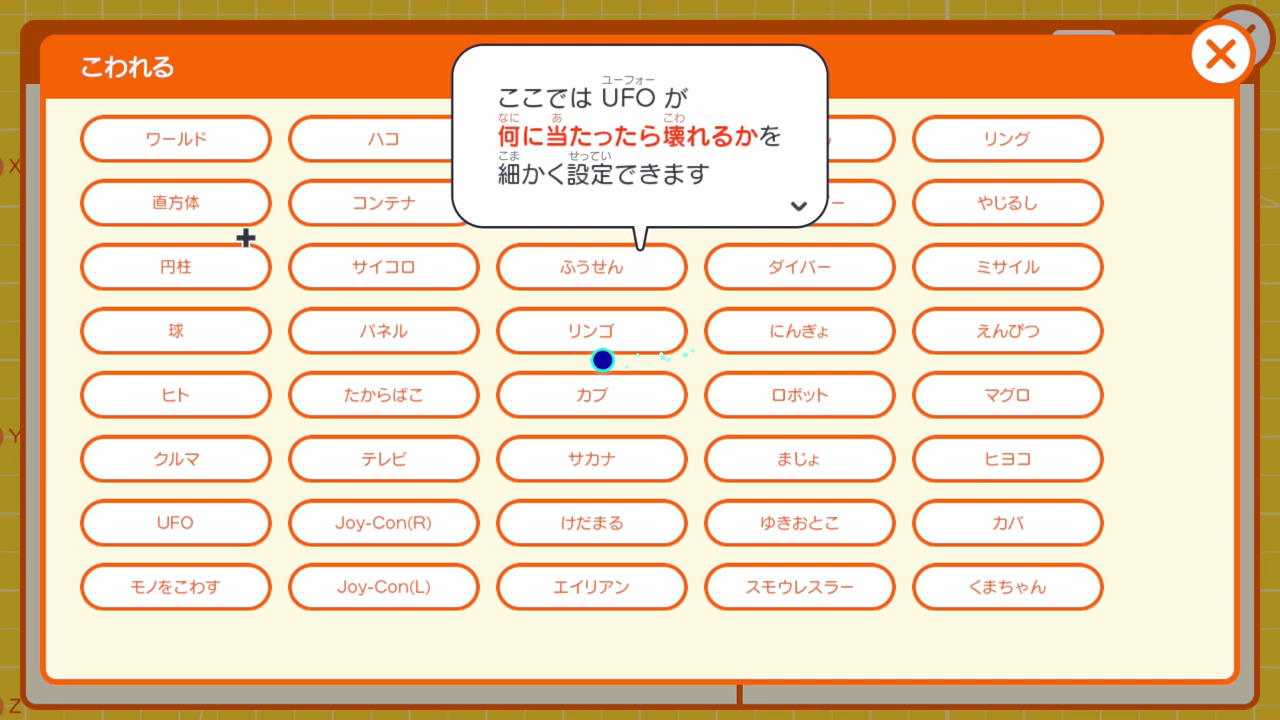 こわれる
ユーフォー
ここでは UFO が
なに あ こわ
何に当たったら壊れるかを
こま せってい
細かく設定できます
ワールド
ハコ
リング
直方体
コンテナ
ー
やじるし
円柱
サイコロ
ふうせん
ダイバー
ミサイル
球
パネル
リンゴ
にんぎょ
えんぴつ
ヒト
たからばこ
カブ
ロボット
マグロ
クルマ
テレビ
サカナ
まじょ
ヒヨコ
UFO
Joy-Con(R)
けだまる
ゆきおとこ
カバ
モノをこわす
Joy-Con(L)
エイリアン
スモウレスラー
くまちゃん
X
Y
Z